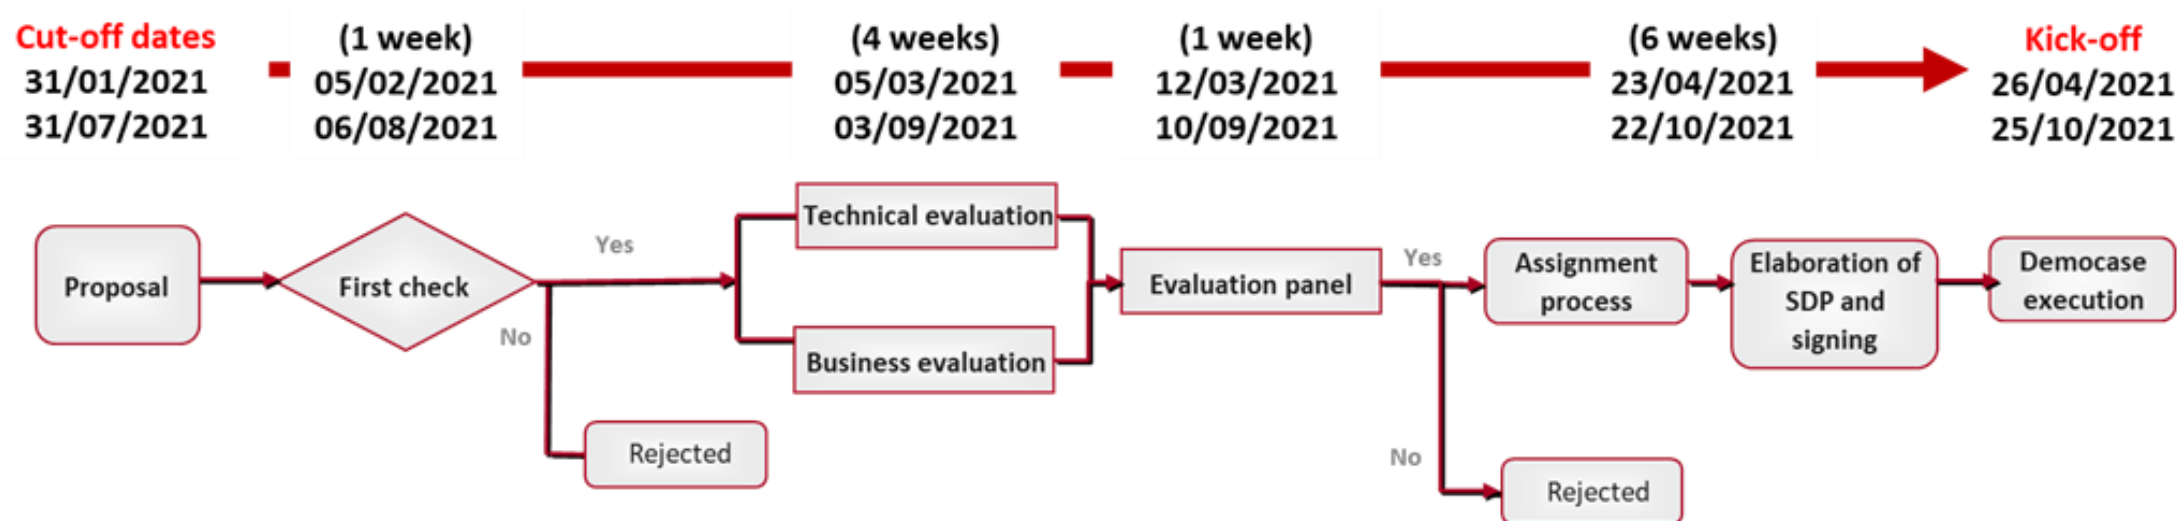 Cut-off dates
31/01/2021
31/07/2021
(1 week)
05/02/2021
06/08/2021
(4 weeks)
05/03/2021
03/09/2021
(1 week)
12/03/2021
10/09/2021
(6 weeks)
23/04/2021
22/10/2021
Kick-off
26/04/2021
25/10/2021
Proposal
First check
Yes
No
Rejected
Technical evaluation
Business evaluation
Evaluation panel
Yes
No
Rejected
Assignment
process
Elaboration of
SDP and
signing
Democase
execution